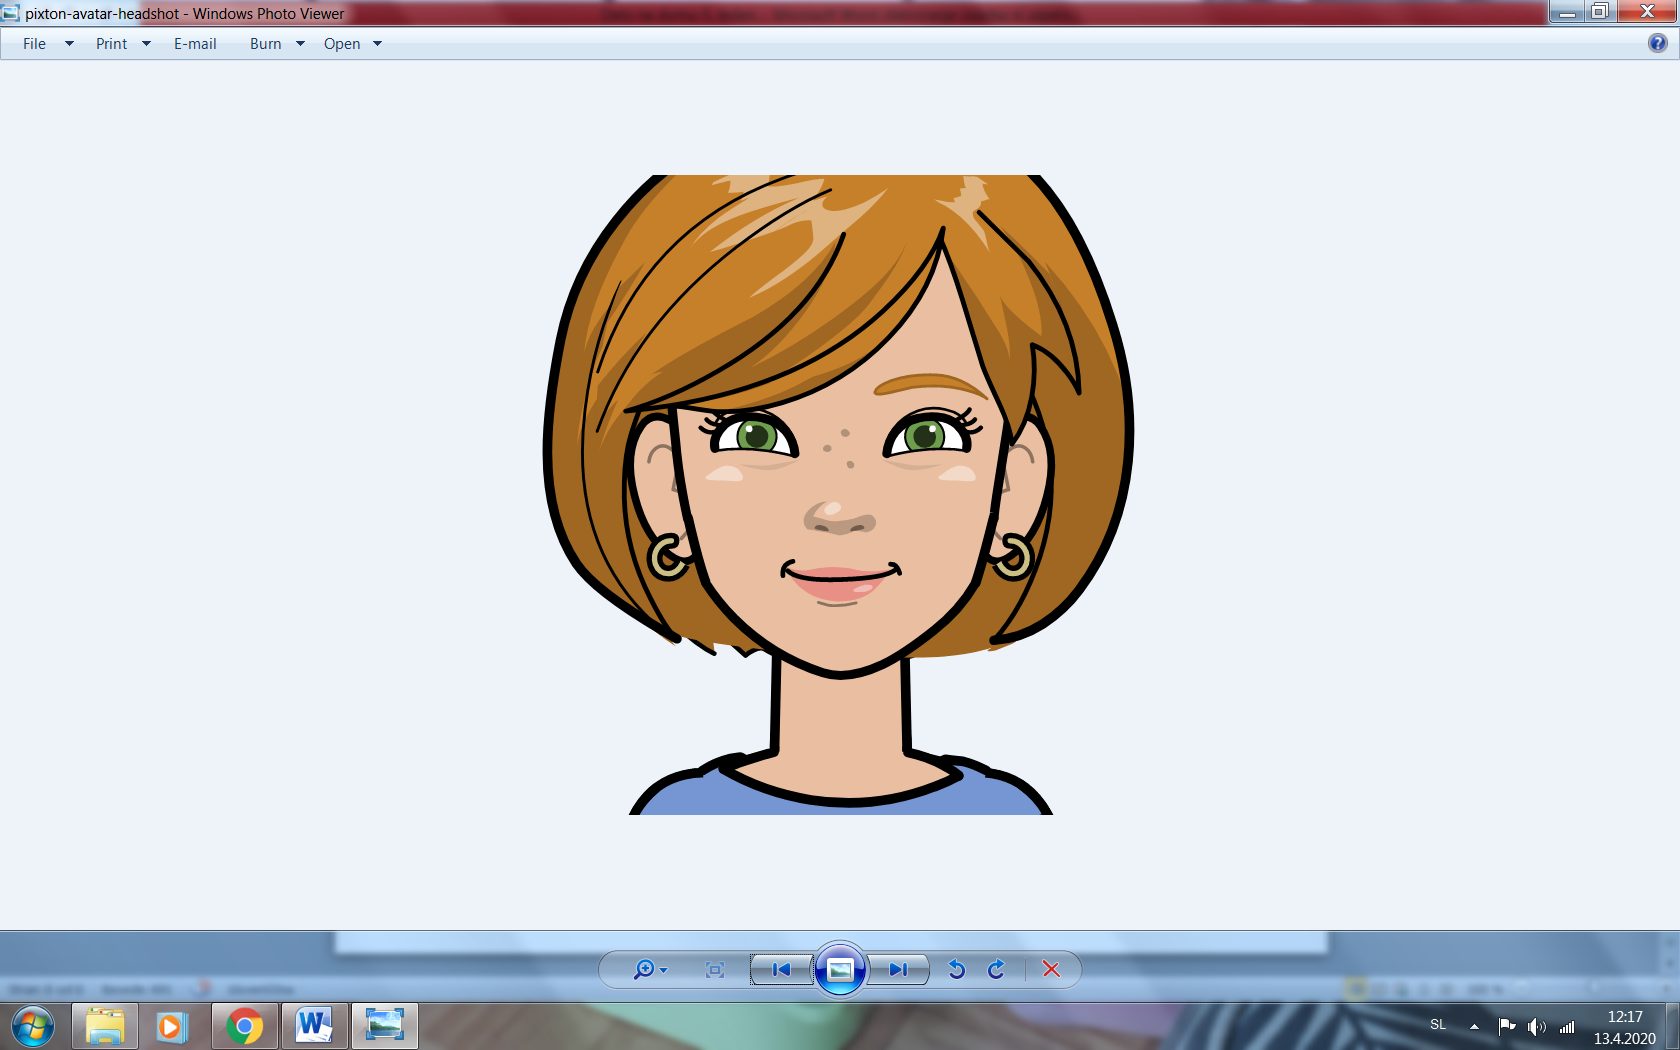 pixton-avatar-headshot - Windows Photo Viewer
File Print E-mail Burn Open
SL
12:17
13.4.2020